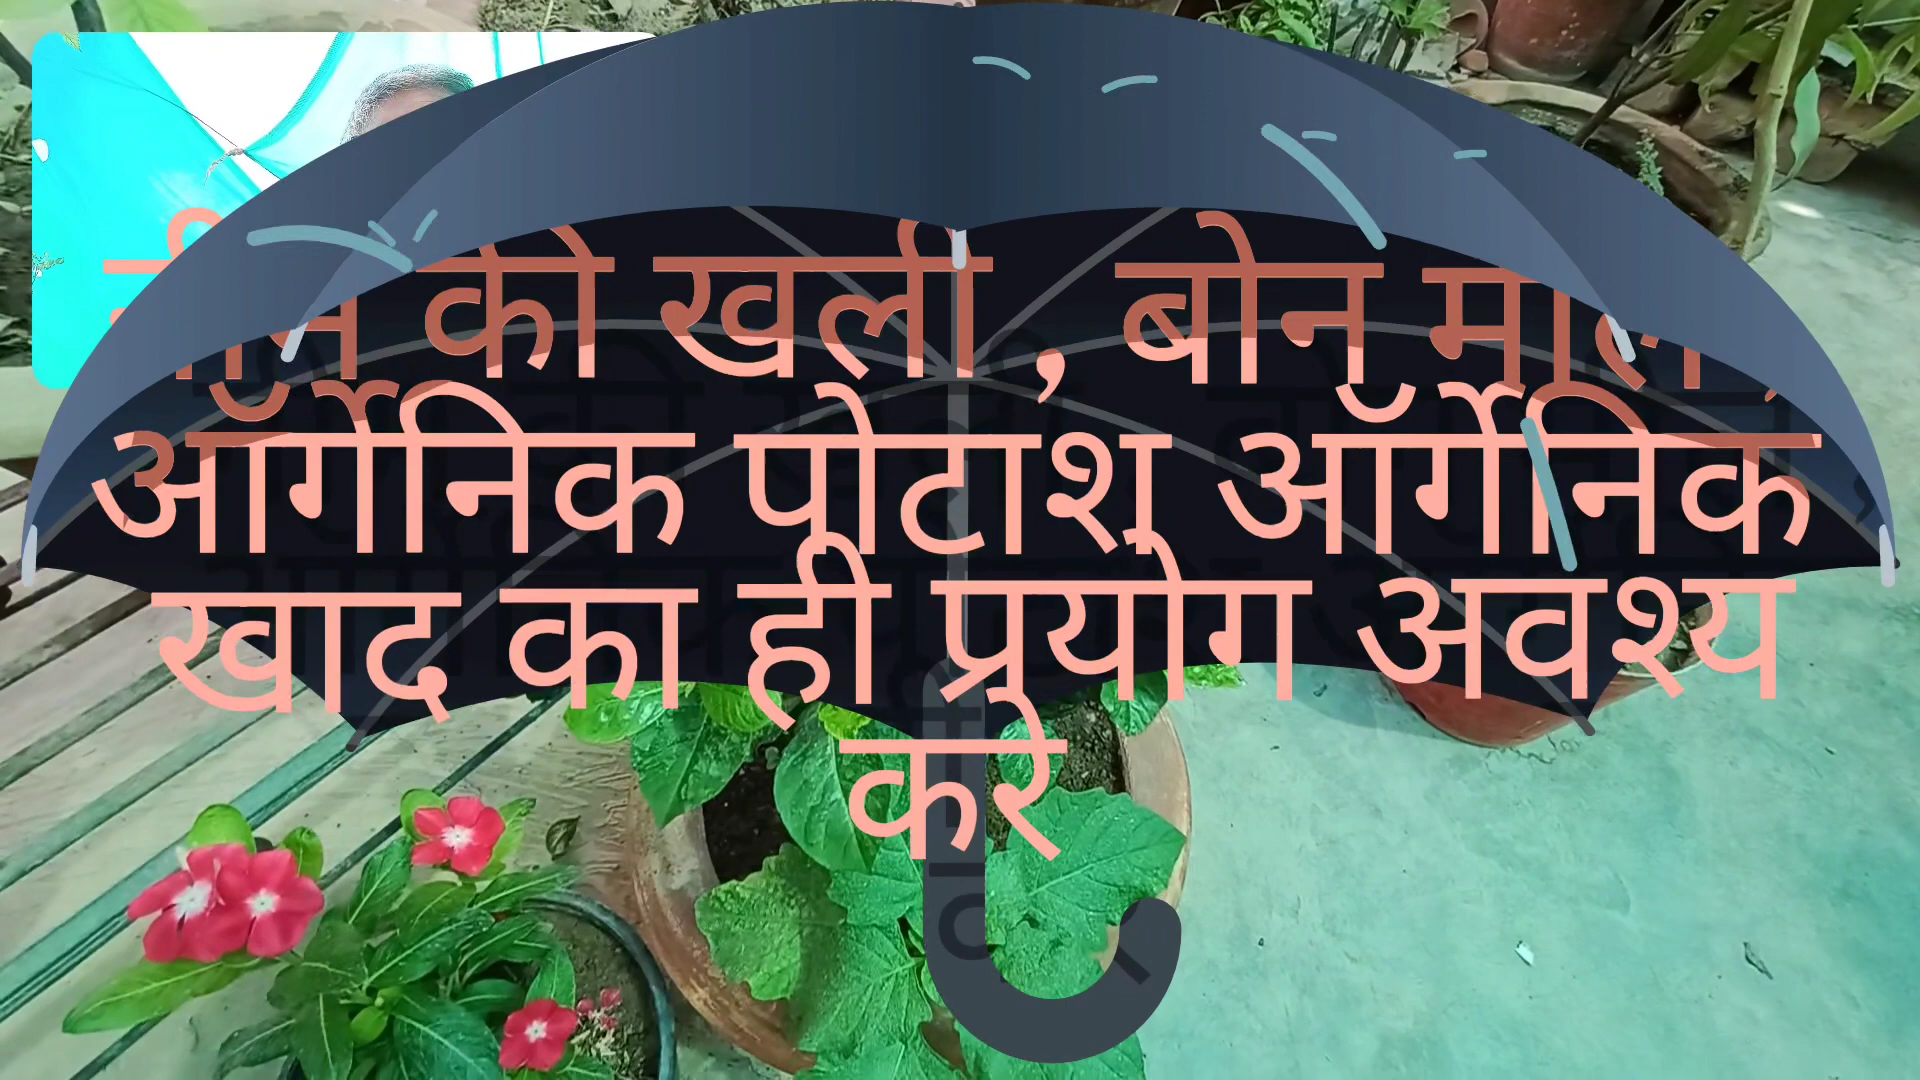 की खली , बोन
ऑर्गेनिक पोटाश ऑर्गेनिक
खाद का ही प्रयोग अवश्य
करे